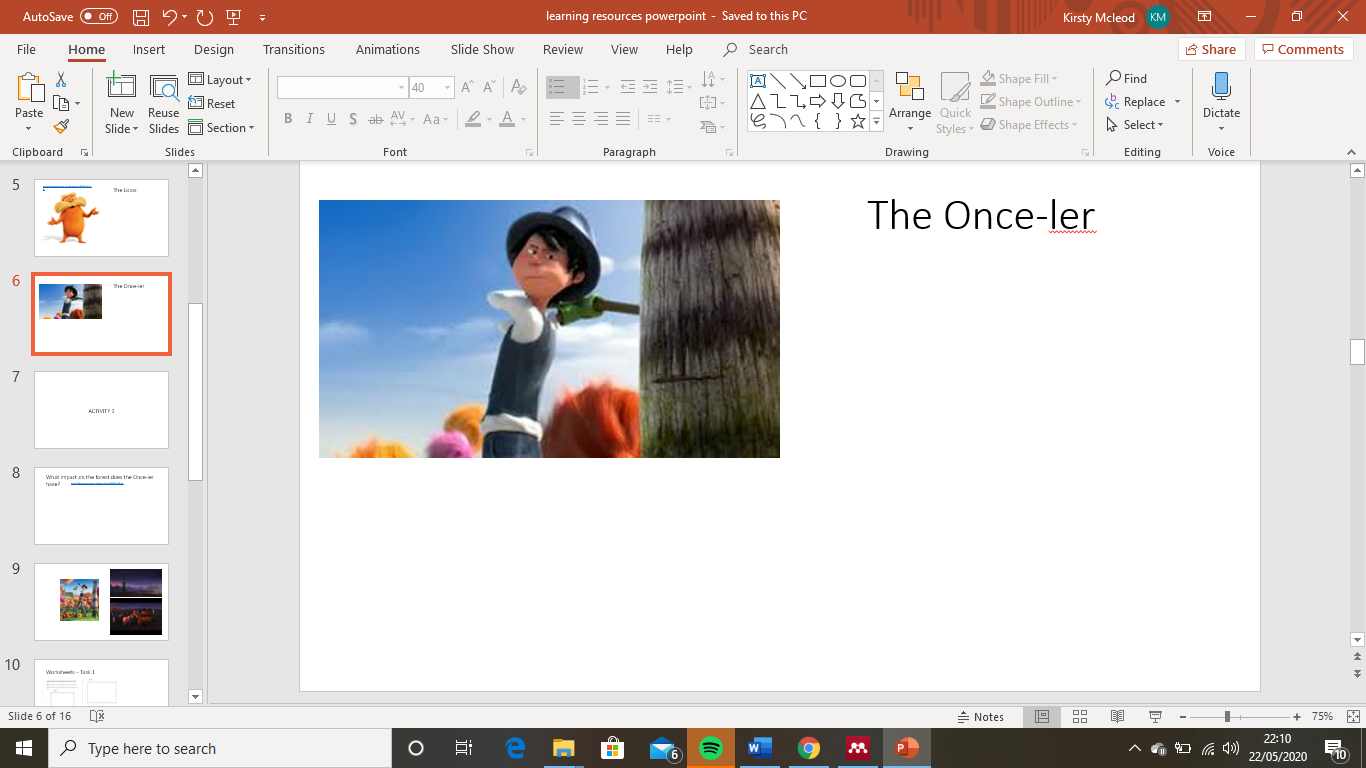 AutoSave Off
learning resources powerpoint - Saved to this PC
Kirsty Mcleod KM
File Home Insert Design Transitions Animations Slide Show Review View Help Search
Share Comments
Paste
New Slide
Reuse Slides
Layout
Reset
Section
40
B I U S ab AV Aa
A
Arrange
Quick Styles
Shape Fill
Shape Outline
Shape Effects
Find
Replace
Select
Dictate
Clipboard Slides Font Paragraph Drawing Editing Voice
5
The Lorax
6
The Once-ler
7
8
What impact on the forest does the Once-ler
have?
9
10
Worksheets – Task 1
The Once-ler
Slide 6 of 16
Notes
75%
Type here to search
6
22:10
22/05/2020
10